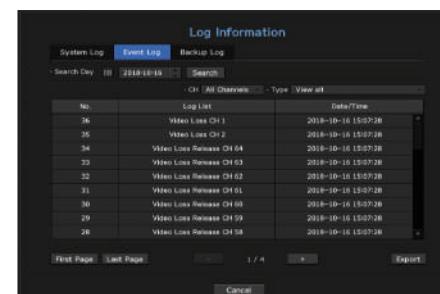 Log Information
System Log Event Log Backup Log
Search Day 2018-10-16 Search
CH All Channels Type View all
No. Log List Date/Time
36 Video Loss CH 1 2018-10-16 15:07:28
35 Video Loss CH 2 2018-10-16 15:07:28
34 Video Loss Release CH 64 2018-10-16 15:07:28
33 Video Loss Release CH 63 2018-10-16 15:07:28
32 Video Loss Release CH 62 2018-10-16 15:07:28
31 Video Loss Release CH 61 2018-10-16 15:07:28
30 Video Loss Release CH 60 2018-10-16 15:07:28
29 Video Loss Release CH 59 2018-10-16 15:07:28
28 Video Loss Release CH 58 2018-10-16 15:07:28
First Page Last Page 1 / 4 Export
Cancel